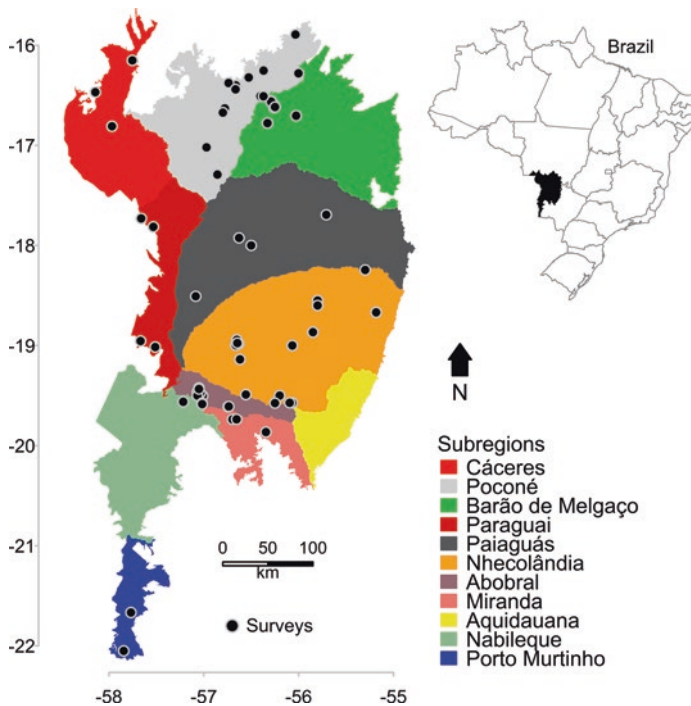 Brazil
-16
-17
-18
-19
-20
-21
-22
-58
-57
-56
-55
N
0 50 100
km
Surveys
Subregions
Cáceres
Poconé
Barão de Melgaço
Paraguai
Paiaguás
Nhecolândia
Abobral
Miranda
Aquidauana
Nabileque
Porto Murtinho